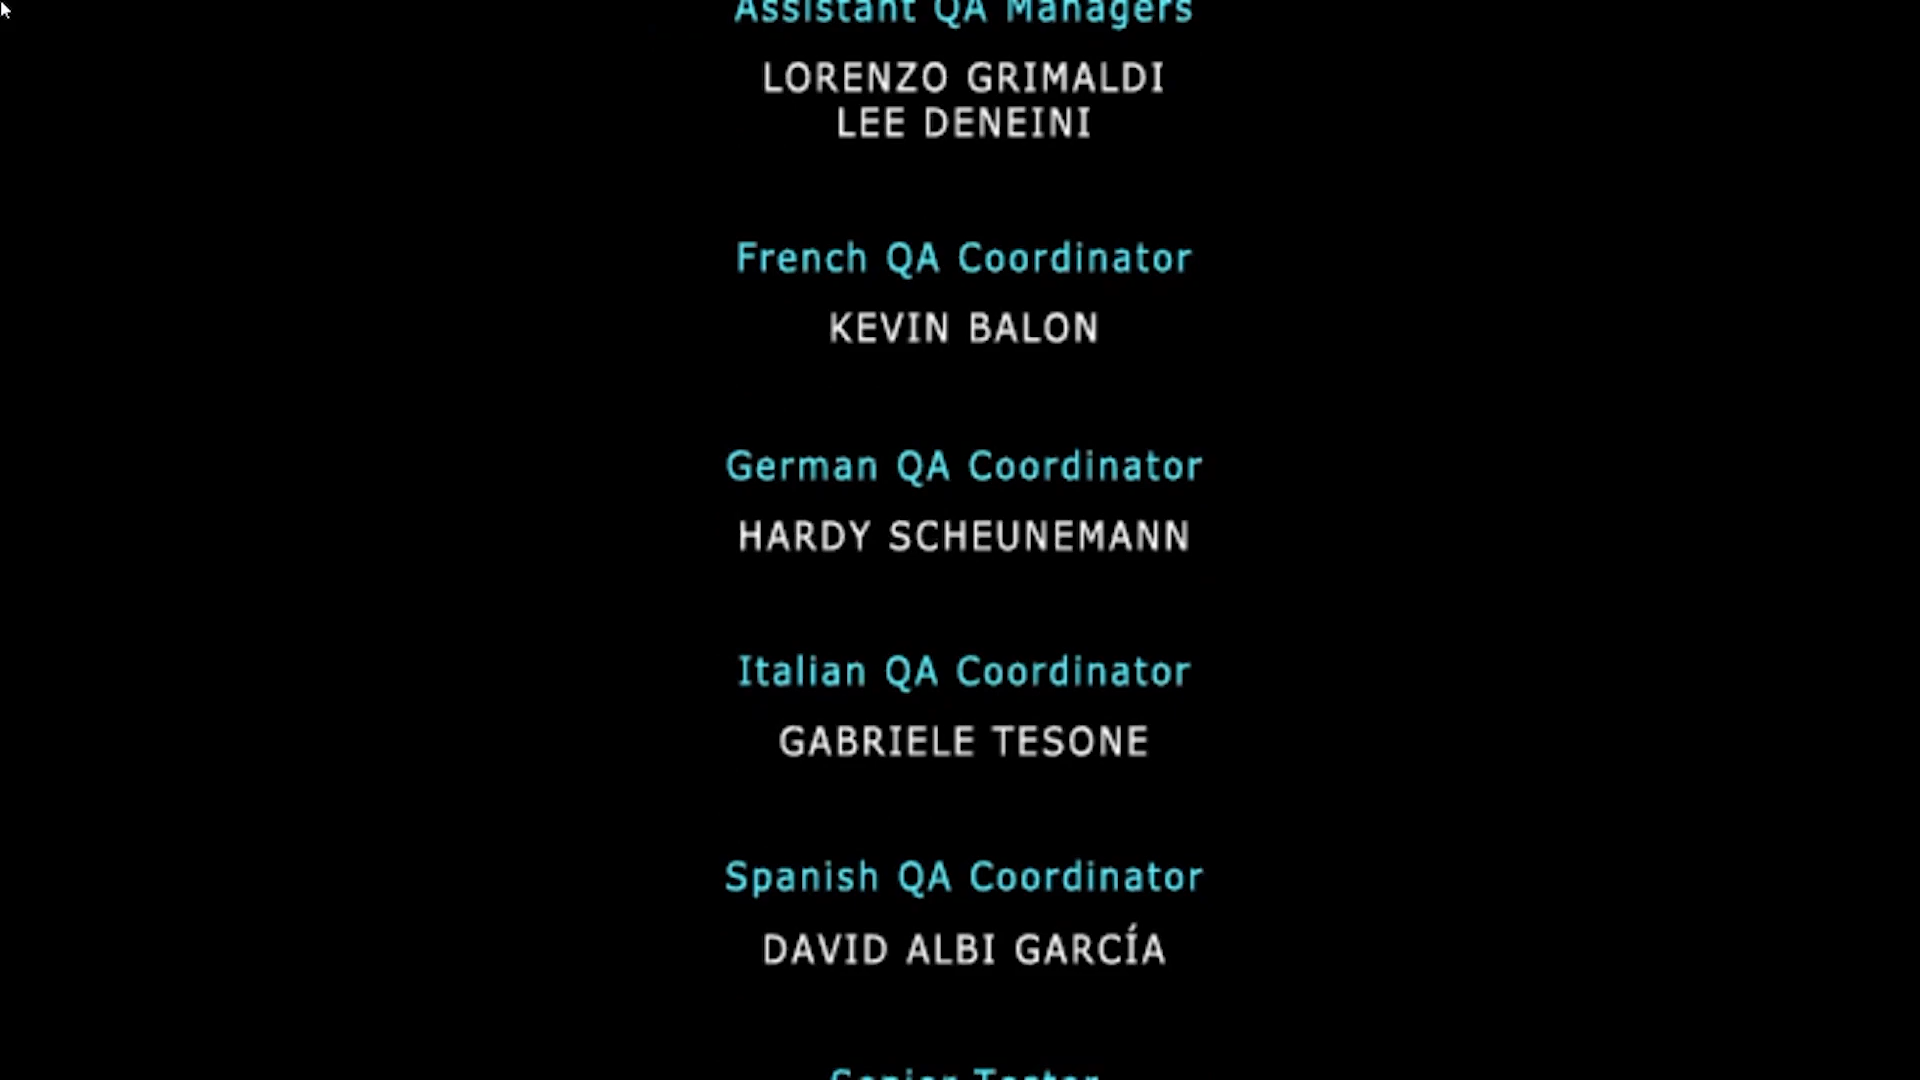 Assistant QA Managers
LORENZO GRIMALDI
LEE DENEINI
French QA Coordinator
KEVIN BALON
German QA Coordinator
HARDY SCHEUNEMANN
Italian QA Coordinator
GABRIELE TESONE
Spanish QA Coordinator
DAVID ALBI GARCÍA
Senior Tester